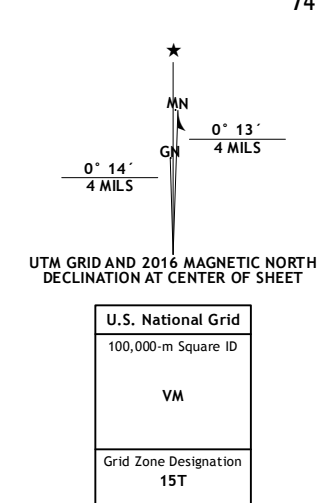 74
★
MN
0° 13´
4 MILS
GN
0° 14´
4 MILS
UTM GRID AND 2016 MAGNETIC NORTH
DECLINATION AT CENTER OF SHEET
U.S. National Grid
100,000-m Square ID
VM
Grid Zone Designation
15T